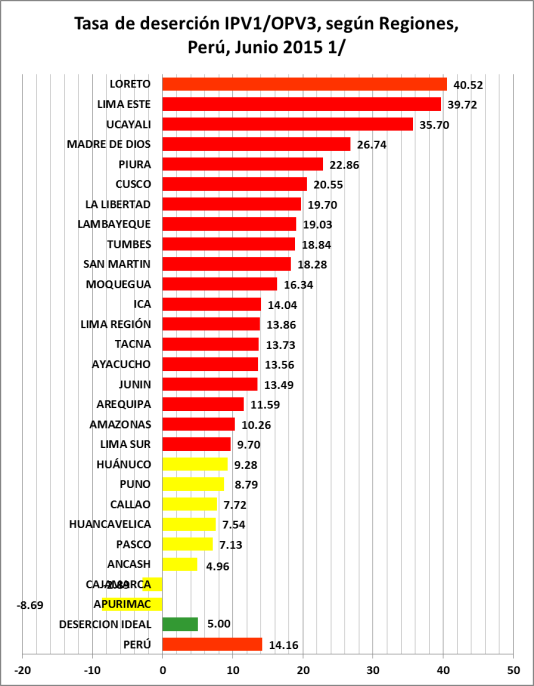 Tasa de deserción IPV1/OPV3, según Regiones,
Perú, Junio 2015 1/
LORETO 40.52
LIMA ESTE 39.72
UCAYALI 35.70
MADRE DE DIOS 26.74
PIURA 22.86
CUSCO 20.55
LA LIBERTAD 19.70
LAMBAYEQUE 19.03
TUMBES 18.84
SAN MARTIN 18.28
MOQUEGUA 16.34
ICA 14.04
LIMA REGIÓN 13.86
TACNA 13.73
AYACUCHO 13.56
JUNIN 13.49
AREQUIPA 11.59
AMAZONAS 10.26
LIMA SUR 9.70
HUÁNUCO 9.28
PUNO 8.79
CALLAO 7.72
HUANCAVELICA 7.54
PASCO 7.13
ANCASH 4.96
CAJAMARCA
-8.69 APURIMAC
DESERCION IDEAL 5.00
PERÚ 14.16
-20 -10 0 10 20 30 40 50